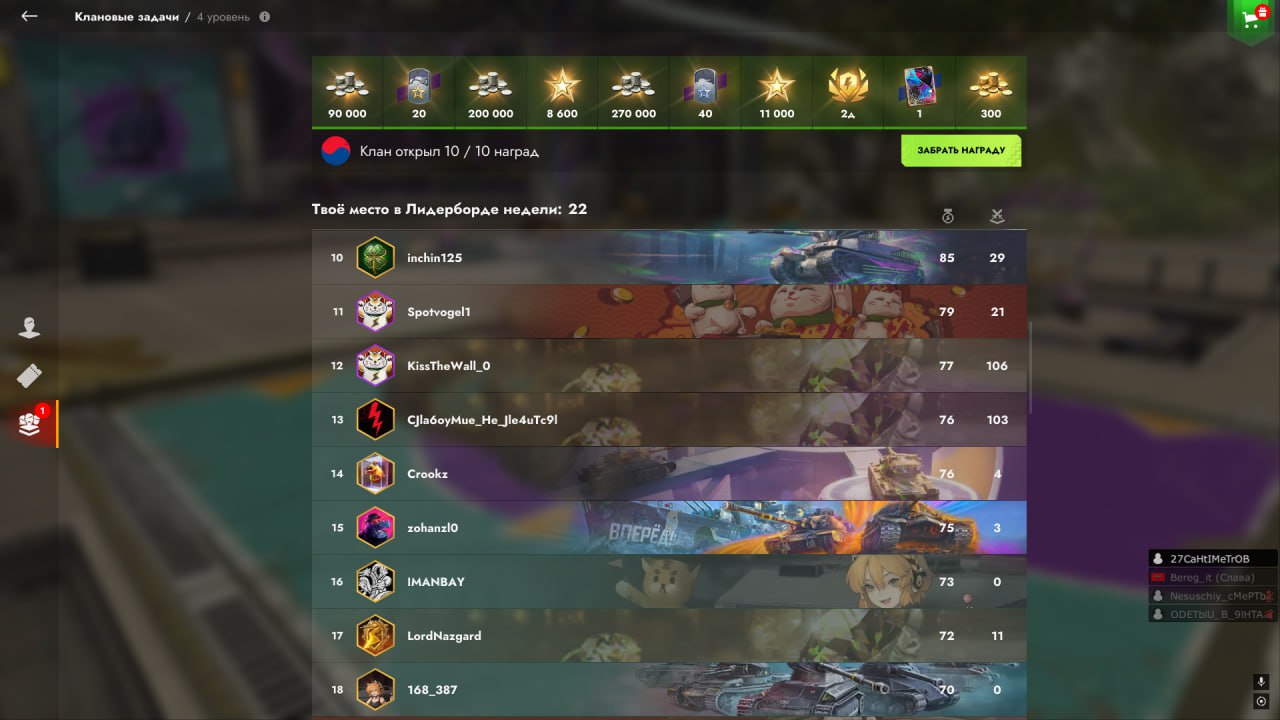 Клановые задачи / 4 уровень
90 000 20 200 000 8 600 270 000 40 11 000 2д 1 300
Клан открыл 10 / 10 наград
ЗАБРАТЬ НАГРАДУ
Твоё место в Лидерборде недели: 22
10 inchin125 85 29
11 Spotvogel1 79 21
12 KissTheWall_0 77 106
13 CJla6oyMue_He_Jle4uTc9l 76 103
14 Crookz 76 4
15 zohanzl0 ВПЕРЁД! 75 3
16 IMANBAY 73 0
17 LordNazgard 72 11
18 168_387 70 0
1
27CaHtIMeTrOB
Bereg_it (Слава)